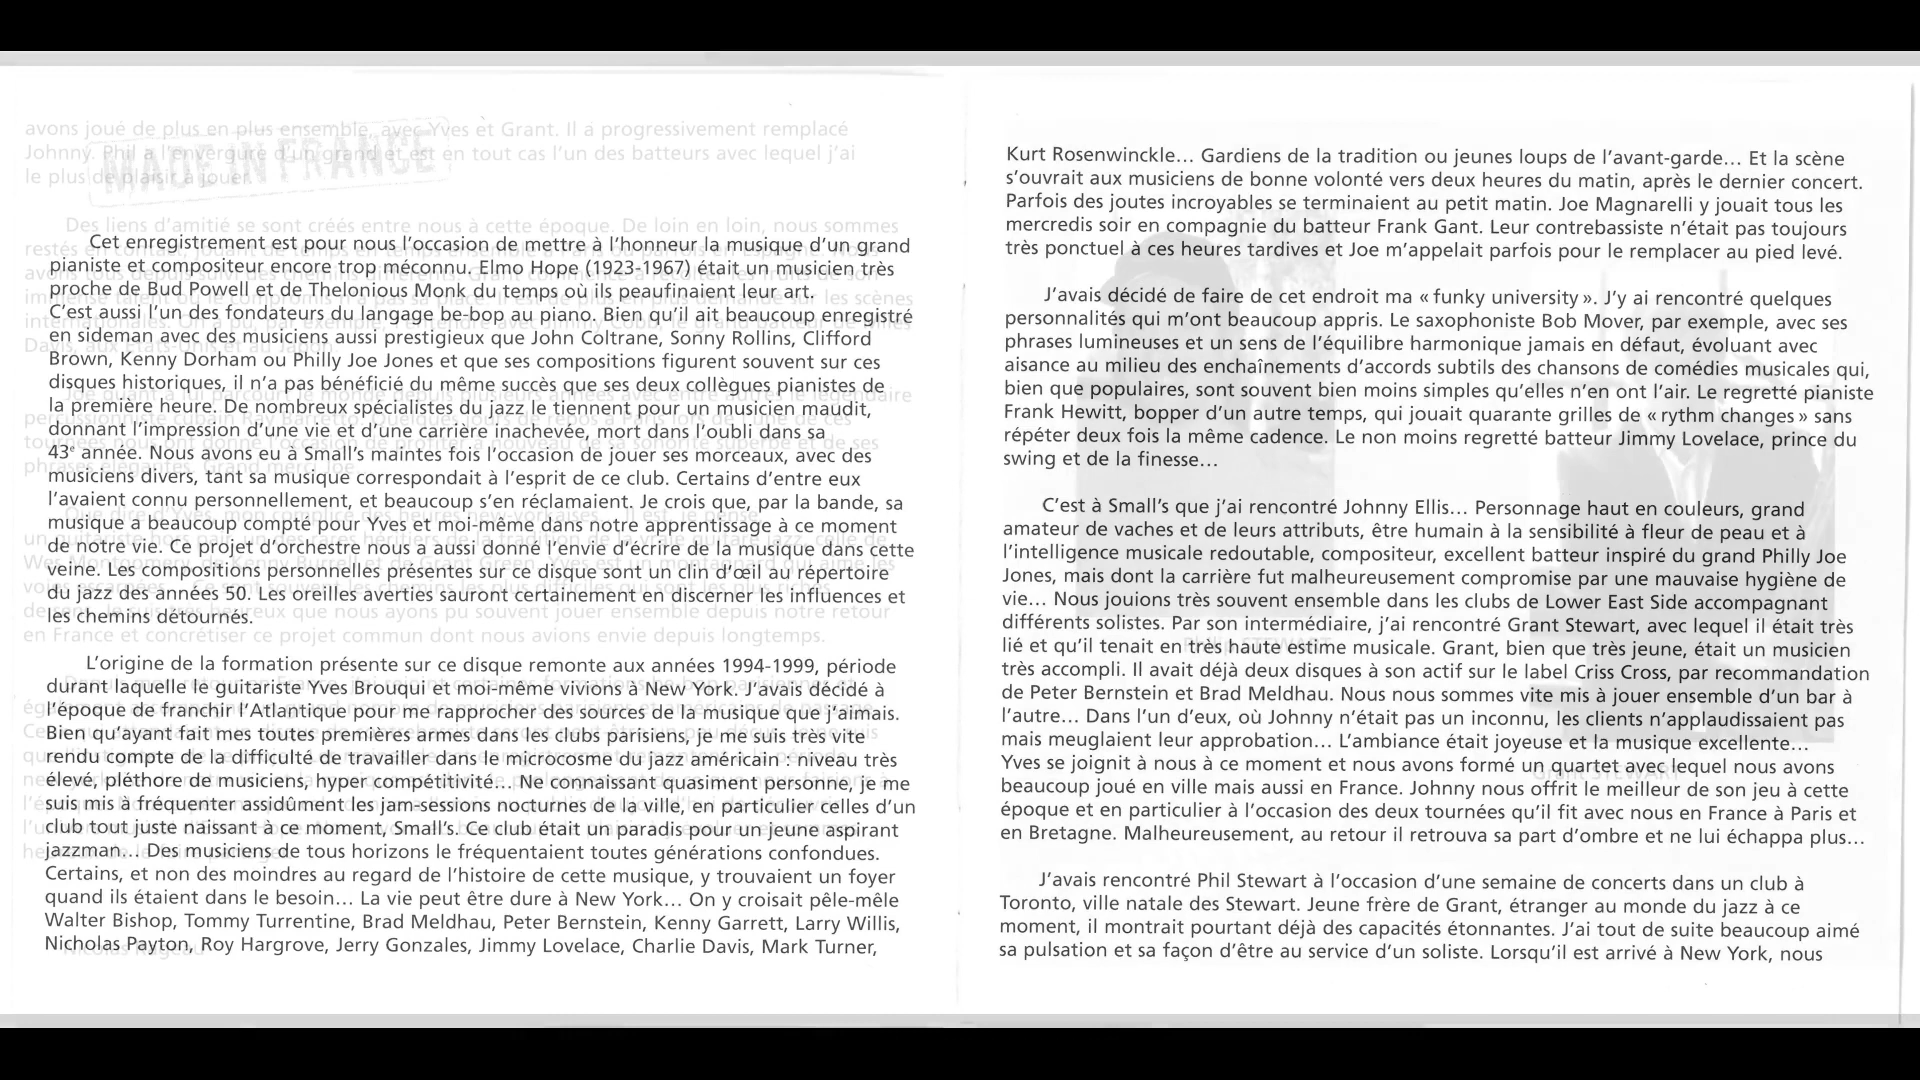 Cet enregistrement est pour nous l'occasion de mettre à l'honneur la musique d'un grand
pianiste et compositeur encore trop méconnu. Elmo Hope (1923-1967) était un musicien très
proche de Bud Powell et de Thelonious Monk du temps où ils peaufinaient leur art.
C'est aussi l'un des fondateurs du langage be-bop au piano. Bien qu'il ait beaucoup enregistré
en sideman avec des musiciens aussi prestigieux que John Coltrane, Sonny Rollins, Clifford
Brown, Kenny Dorham ou Philly Joe Jones et que ses compositions figurent souvent sur ces
disques historiques, il n'a pas bénéficié du même succès que ses deux collègues pianistes de
la première heure. De nombreux spécialistes du jazz le tiennent pour un musicien maudit,
donnant l'impression d'une vie et d'une carrière inachevée, mort dans l'oubli dans sa
43e année. Nous avons eu à Small's maintes fois l'occasion de jouer ses morceaux, avec des
musiciens divers, tant sa musique correspondait à l'esprit de ce club. Certains d'entre eux
l'avaient connu personnellement, et beaucoup s'en réclamaient. Je crois que, par la bande, sa
musique a beaucoup compté pour Yves et moi-même dans notre apprentissage à ce moment
de notre vie. Ce projet d'orchestre nous a aussi donné l'envie d'écrire de la musique dans cette
veine. Les compositions personnelles présentes sur ce disque sont un clin d'œil au répertoire
du jazz des années 50. Les oreilles averties sauront certainement en discerner les influences et
les chemins détournés.
L'origine de la formation présente sur ce disque remonte aux années 1994-1999, période
durant laquelle le guitariste Yves Brouqui et moi-même vivions à New York. J'avais décidé à
l'époque de franchir l'Atlantique pour me rapprocher des sources de la musique que j'aimais.
Bien qu'ayant fait mes toutes premières armes dans les clubs parisiens, je me suis très vite
rendu compte de la difficulté de travailler dans le microcosme du jazz américain : niveau très
élevé, pléthore de musiciens, hyper compétitivité… Ne connaissant quasiment personne, je me
suis mis à fréquenter assidûment les jam-sessions nocturnes de la ville, en particulier celles d'un
club tout juste naissant à ce moment, Small's. Ce club était un paradis pour un jeune aspirant
jazzman… Des musiciens de tous horizons le fréquentaient toutes générations confondues.
Certains, et non des moindres au regard de l'histoire de cette musique, y trouvaient un foyer
quand ils étaient dans le besoin… La vie peut être dure à New York… On y croisait pêle-mêle
Walter Bishop, Tommy Turrentine, Brad Meldhau, Peter Bernstein, Kenny Garrett, Larry Willis,
Nicholas Payton, Roy Hargrove, Jerry Gonzales, Jimmy Lovelace, Charlie Davis, Mark Turner,
Kurt Rosenwinckle… Gardiens de la tradition ou jeunes loups de l'avant-garde… Et la scène
s'ouvrait aux musiciens de bonne volonté vers deux heures du matin, après le dernier concert.
Parfois des joutes incroyables se terminaient au petit matin. Joe Magnarelli y jouait tous les
mercredis soir en compagnie du batteur Frank Gant. Leur contrebassiste n'était pas toujours
très ponctuel à ces heures tardives et Joe m'appelait parfois pour le remplacer au pied levé.
J'avais décidé de faire de cet endroit ma « funky university ». J'y ai rencontré quelques
personnalités qui m'ont beaucoup appris. Le saxophoniste Bob Mover, par exemple, avec ses
phrases lumineuses et un sens de l'équilibre harmonique jamais en défaut, évoluant avec
aisance au milieu des enchaînements d'accords subtils des chansons de comédies musicales qui,
bien que populaires, sont souvent bien moins simples qu'elles n'en ont l'air. Le regretté pianiste
Frank Hewitt, bopper d'un autre temps, qui jouait quarante grilles de « rythm changes » sans
répéter deux fois la même cadence. Le non moins regretté batteur Jimmy Lovelace, prince du
swing et de la finesse…
C'est à Small's que j'ai rencontré Johnny Ellis… Personnage haut en couleurs, grand
amateur de vaches et de leurs attributs, être humain à la sensibilité à fleur de peau et à
l'intelligence musicale redoutable, compositeur, excellent batteur inspiré du grand Philly Joe
Jones, mais dont la carrière fut malheureusement compromise par une mauvaise hygiène de
vie… Nous jouions très souvent ensemble dans les clubs de Lower East Side accompagnant
différents solistes. Par son intermédiaire, j'ai rencontré Grant Stewart, avec lequel il était très
lié et qu'il tenait en très haute estime musicale. Grant, bien que très jeune, était un musicien
très accompli. Il avait déjà deux disques à son actif sur le label Criss Cross, par recommandation
de Peter Bernstein et Brad Meldhau. Nous nous sommes vite mis à jouer ensemble d'un bar à
l'autre… Dans l'un d'eux, où Johnny n'était pas un inconnu, les clients n'applaudissaient pas
mais meuglaient leur approbation… L'ambiance était joyeuse et la musique excellente…
Yves se joignit à nous à ce moment et nous avons formé un quartet avec lequel nous avons
beaucoup joué en ville mais aussi en France. Johnny nous offrit le meilleur de son jeu à cette
époque et en particulier à l'occasion des deux tournées qu'il fit avec nous en France à Paris et
en Bretagne. Malheureusement, au retour il retrouva sa part d'ombre et ne lui échappa plus…
J'avais rencontré Phil Stewart à l'occasion d'une semaine de concerts dans un club à
Toronto, ville natale des Stewart. Jeune frère de Grant, étranger au monde du jazz à ce
moment, il montrait pourtant déjà des capacités étonnantes. J'ai tout de suite beaucoup aimé
sa pulsation et sa façon d'être au service d'un soliste. Lorsqu'il est arrivé à New York, nous
avons joué de plus en plus ensemble, avec Yves et Grant. Il a progressivement remplacé
Johnny. Phil a l'envergure d'un grand et est en tout cas l'un des batteurs avec lequel j'ai
le plus de plaisir à jouer.
MADE IN FRANCE
Des liens d'amitié se sont créés entre nous à cette époque. De loin en loin, nous sommes
en France et concrétiser ce projet commun dont nous avions envie depuis longtemps.
Grant STEWART